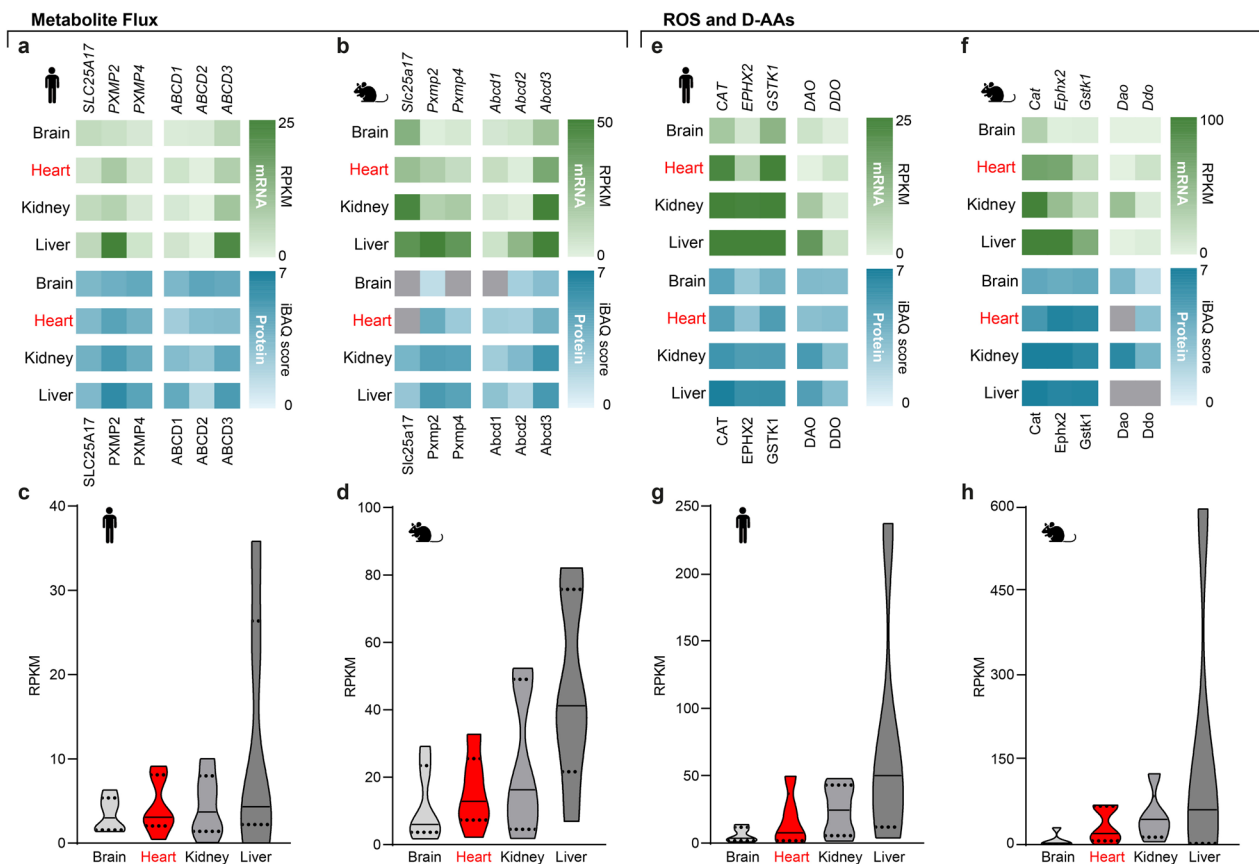 Metabolite Flux
ROS and D-AAs
a
SLC25A17 PXMP2 PXMP4 ABCD1 ABCD2 ABCD3
Brain
Heart
Kidney
Liver
25
mRNA
RPKM
0
Brain
Heart
Kidney
Liver
7
Protein
iBAQ score
0
SLC25A17 PXMP2 PXMP4 ABCD1 ABCD2 ABCD3
b
Slc25a17 Pxmp2 Pxmp4 Abcd1 Abcd2 Abcd3
Brain
Heart
Kidney
Liver
50
mRNA
RPKM
0
Brain
Heart
Kidney
Liver
7
Protein
iBAQ score
0
Slc25a17 Pxmp2 Pxmp4 Abcd1 Abcd2 Abcd3
e
CAT EPHX2 GSTK1 DAO DDO
Brain
Heart
Kidney
Liver
25
mRNA
RPKM
0
Brain
Heart
Kidney
Liver
7
Protein
iBAQ score
0
CAT EPHX2 GSTK1 DAO DDO
f
Cat Ephx2 Gstk1 Dao Ddo
Brain
Heart
Kidney
Liver
100
mRNA
RPKM
0
Brain
Heart
Kidney
Liver
7
Protein
iBAQ score
0
Cat Ephx2 Gstk1 Dao Ddo
c
RPKM
40
30
20
10
0
Brain Heart Kidney Liver
d
RPKM
100
80
60
40
20
0
Brain Heart Kidney Liver
g
RPKM
250
200
150
100
50
0
Brain Heart Kidney Liver
h
RPKM
600
450
300
150
0
Brain Heart Kidney Liver